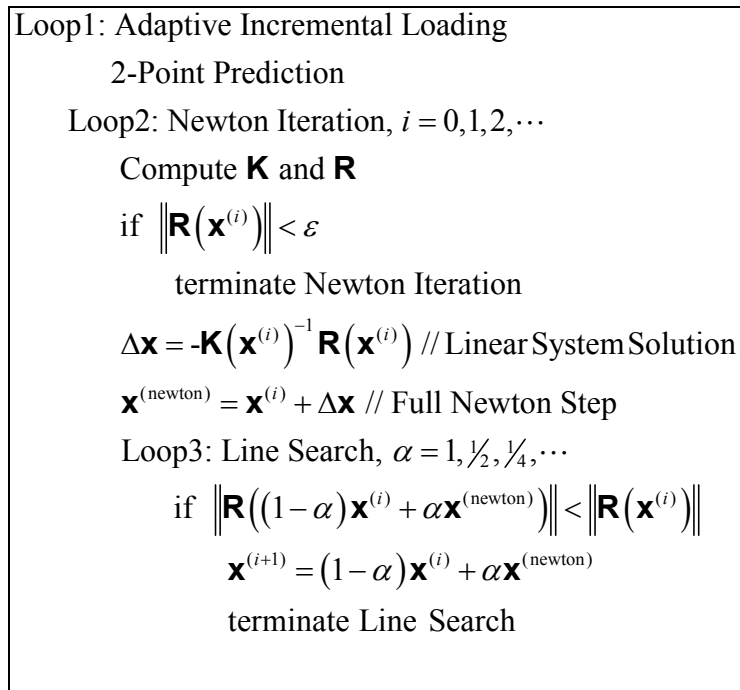 Loop1: Adaptive Incremental Loading
2-Point Prediction
Loop2: Newton Iteration, i = 0,1,2,⋯
Compute K and R
if ‖R(x⁽ⁱ⁾)‖ < ε
terminate Newton Iteration
Δx = -K(x⁽ⁱ⁾)⁻¹ R(x⁽ⁱ⁾) // Linear System Solution
x⁽ⁿᵉʷᵗᵒⁿ⁾ = x⁽ⁱ⁾ + Δx // Full Newton Step
Loop3: Line Search, α = 1, ½, ¼,⋯
if ‖R((1−α)x⁽ⁱ⁾ + αx⁽ⁿᵉʷᵗᵒⁿ⁾)‖ < ‖R(x⁽ⁱ⁾)‖
x⁽ⁱ⁺¹⁾ = (1−α)x⁽ⁱ⁾ + αx⁽ⁿᵉʷᵗᵒⁿ⁾
terminate Line Search